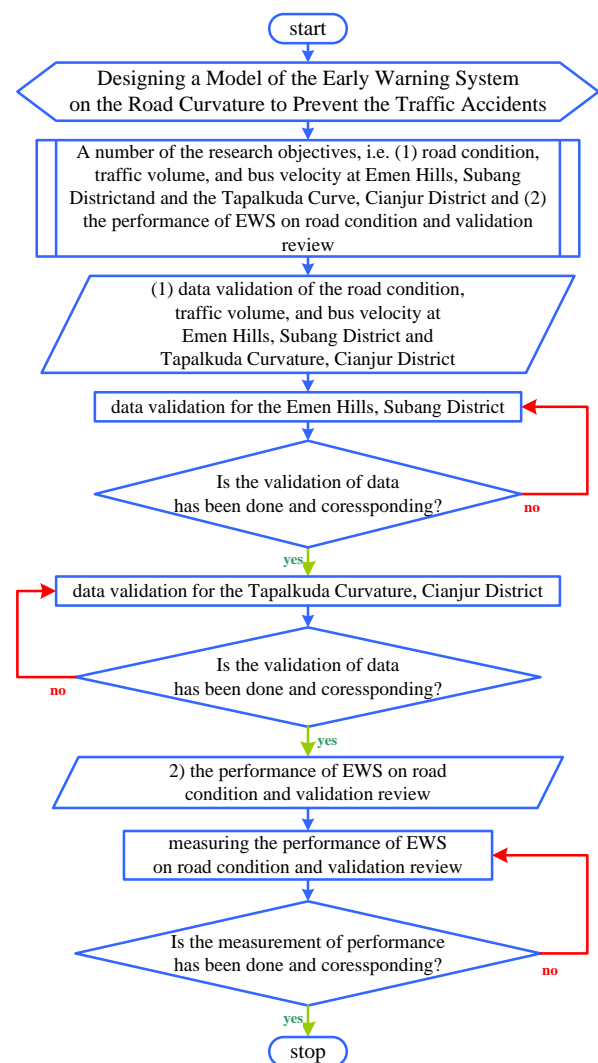 start
Designing a Model of the Early Warning System
on the Road Curvature to Prevent the Traffic Accidents
A number of the research objectives, i.e. (1) road condition,
traffic volume, and bus velocity at Emen Hills, Subang
Districtand and the Tapalkuda Curve, Cianjur District and (2)
the performance of EWS on road condition and validation
review
(1) data validation of the road condition,
traffic volume, and bus velocity at
Emen Hills, Subang District and
Tapalkuda Curvature, Cianjur District
data validation for the Emen Hills, Subang District
Is the validation of data
has been done and coressponding?
no
yes
data validation for the Tapalkuda Curvature, Cianjur District
Is the validation of data
has been done and coressponding?
no
yes
2) the performance of EWS on road
condition and validation review
measuring the performance of EWS
on road condition and validation review
Is the measurement of performance
has been done and coressponding?
no
yes
stop